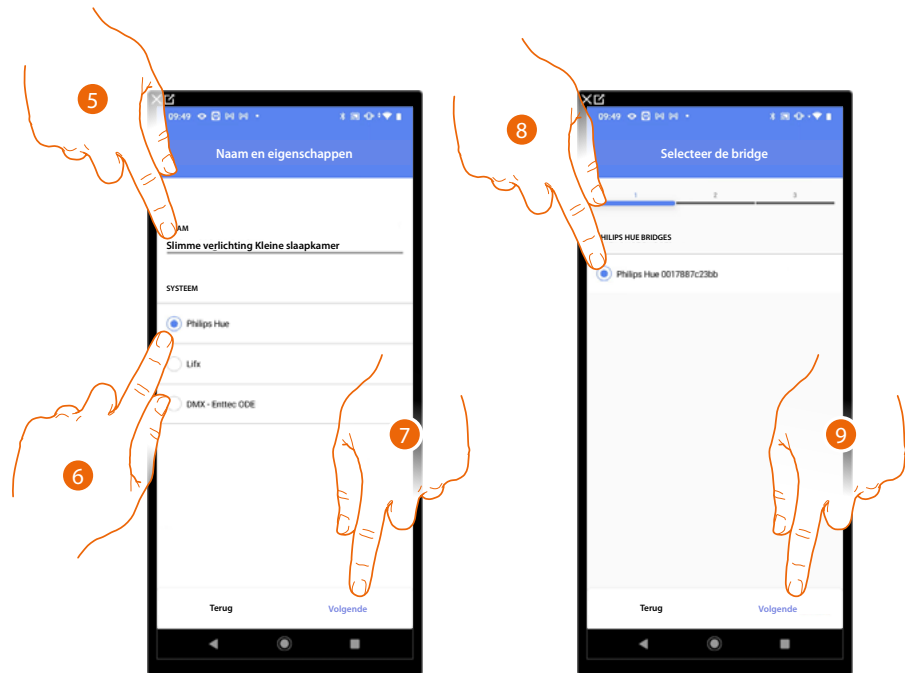 5
09:49
Naam en eigenschappen
AM
Slimme verlichting Kleine slaapkamer
SYSTEEM
Philips Hue
Lifx
DMX - Enttec ODE
6
7
Terug
Volgende
8
09:49
Selecteer de bridge
1 2 3
HILIPS HUE BRIDGES
Philips Hue 0017887c23bb
9
Terug
Volgende